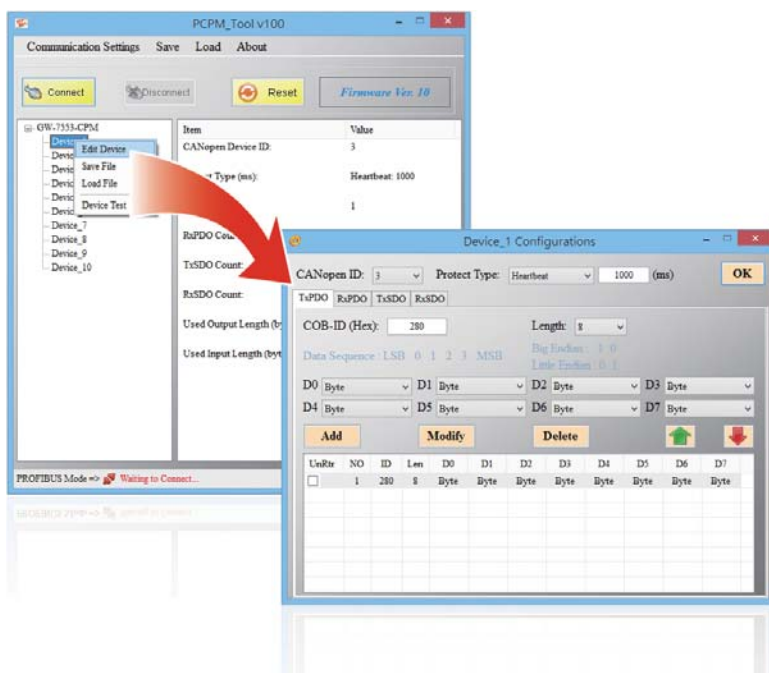 PCPM_Tool v100
Communication Settings Save Load About
Connect Disconnect Reset Firmware Ver. 10
GW-7553-CPM
Edit Device
Save File
Load File
Device Test
Device_7
Device_8
Device_9
Device_10
Item Value
CANopen Device ID: 3
Type (ms): Heartbeat: 1000
1
RxPDO
TxSDO Count:
RxSDO Count:
Used Output Length
Used Input Length
PROFIBUS Mode => Waiting to Connect...
Device_1 Configurations
CANopen ID: 3 Protect Type: Heartbeat 1000 (ms) OK
TxPDO RxPDO TxSDO RxSDO
COB-ID (Hex): 280 Length: 8
Data Sequence : LSB 0 1 2 3 MSB
Big Endian : 1 0
Little Endian : 0 1
D0 Byte D1 Byte D2 Byte D3 Byte
D4 Byte D5 Byte D6 Byte D7 Byte
Add Modify Delete
UnRtr NO ID Len D0 D1 D2 D3 D4 D5 D6 D7
1 280 8 Byte Byte Byte Byte Byte Byte Byte Byte